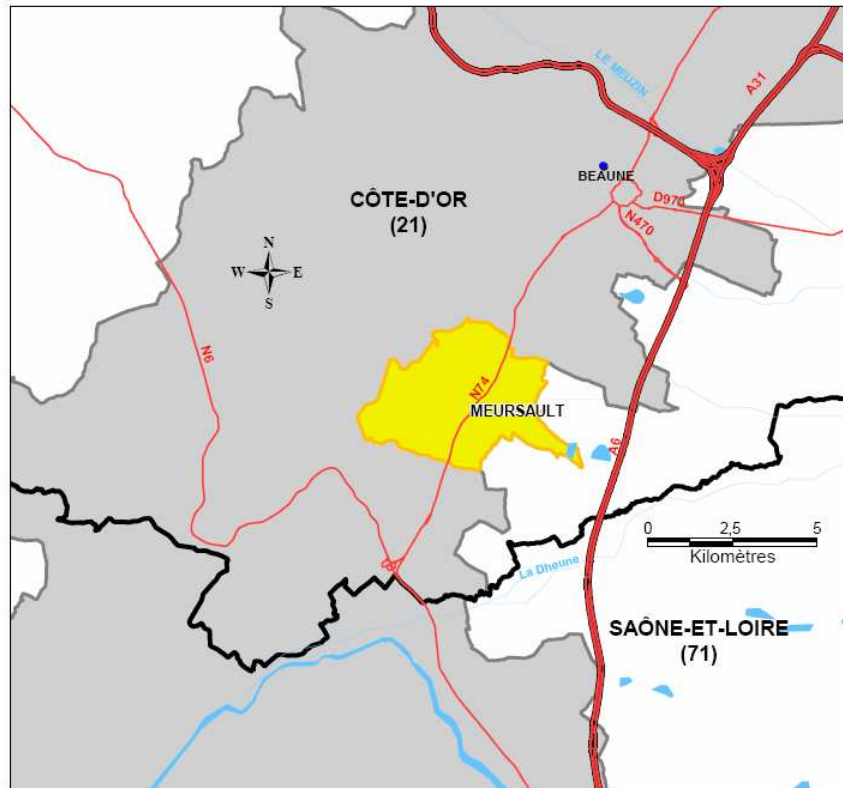 LE MEUZIN
A31
BEAUNE
CÔTE-D'OR
(21)
D973
N470
N
W E
S
N6
N74
MEURSAULT
A6
0 2,5 5
Kilomètres
La Dheune
SAÔNE-ET-LOIRE
(71)